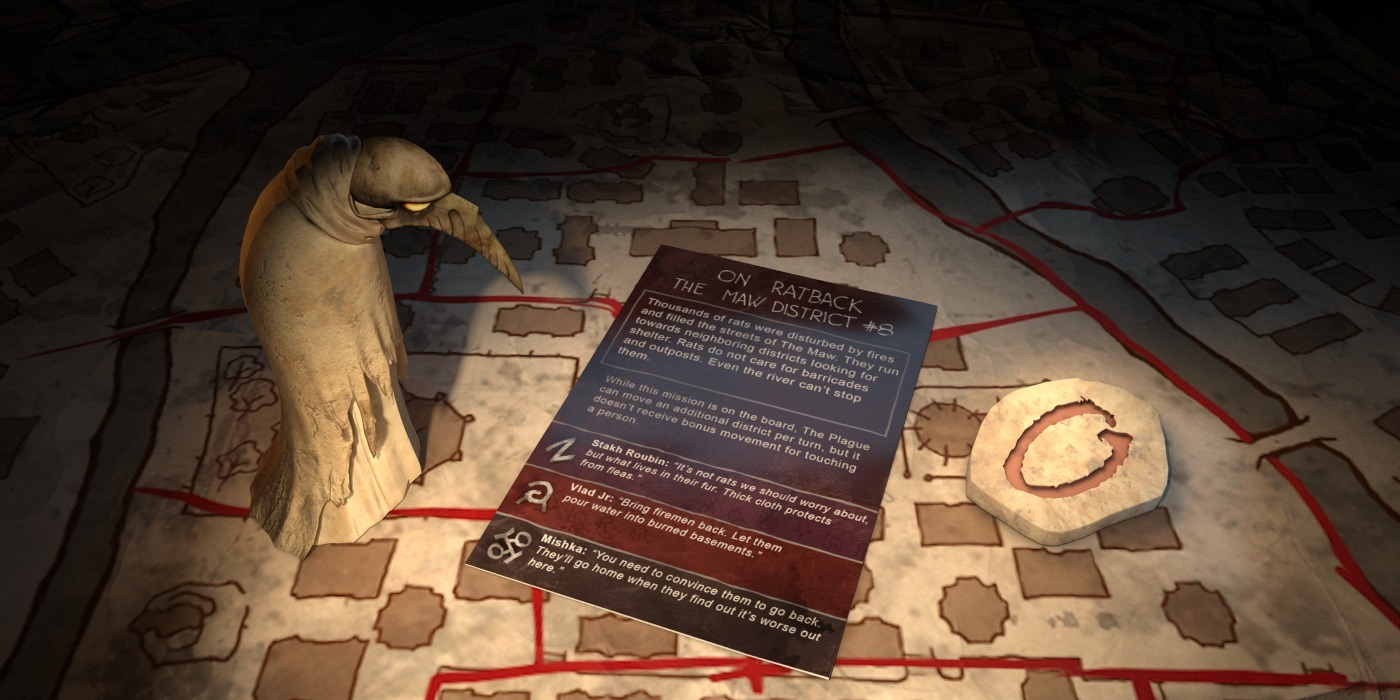 ON RATBACK
THE MAW DISTRICT #8
Thousands of rats were disturbed by fires
and filled the streets of The Maw. They run
towards neighboring districts looking for
shelter. Rats do not care for barricades
and outposts. Even the river can't stop
them.
While this mission is on the board, The Plague
can move an additional district per turn, but it
doesn't receive bonus movement for touching
a person.
Stakh Roubin: "It's not rats we should worry about,
but what lives in their fur. Thick cloth protects
from fleas."
Vlad Jr: "Bring firemen back. Let them
pour water into burned basements."
Mishka: "You need to convince them to go back.
They'll go home when they find out it's worse out
here."